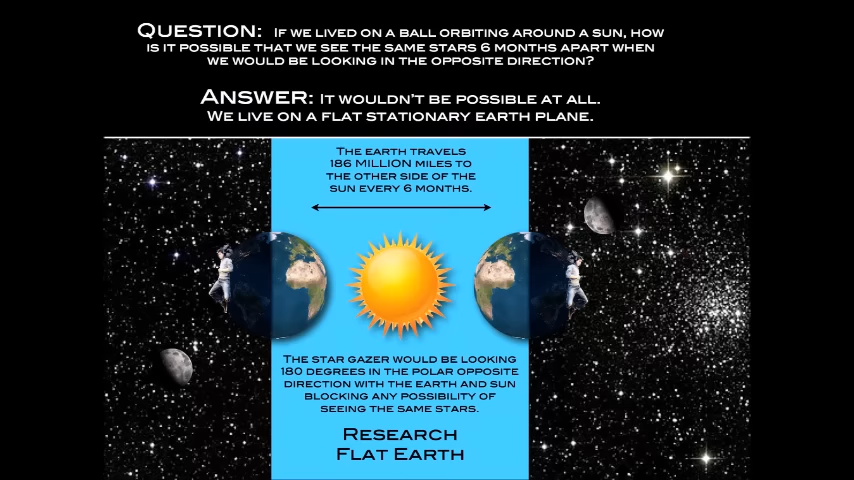 QUESTION: IF WE LIVED ON A BALL ORBITING AROUND A SUN, HOW
IS IT POSSIBLE THAT WE SEE THE SAME STARS 6 MONTHS APART WHEN
WE WOULD BE LOOKING IN THE OPPOSITE DIRECTION?
ANSWER: IT WOULDN'T BE POSSIBLE AT ALL.
WE LIVE ON A FLAT STATIONARY EARTH PLANE.
THE EARTH TRAVELS
186 MILLION MILES TO
THE OTHER SIDE OF THE
SUN EVERY 6 MONTHS.
THE STAR GAZER WOULD BE LOOKING
180 DEGREES IN THE POLAR OPPOSITE
DIRECTION WITH THE EARTH AND SUN
BLOCKING ANY POSSIBILITY OF
SEEING THE SAME STARS.
RESEARCH
FLAT EARTH